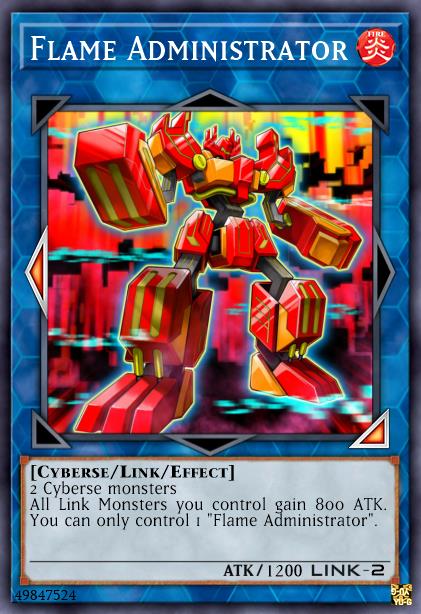 Flame Administrator
FIRE
炎
[Cyberse/Link/Effect]
2 Cyberse monsters
All Link Monsters you control gain 800 ATK.
You can only control 1 "Flame Administrator".
ATK/1200 LINK-2
49847524